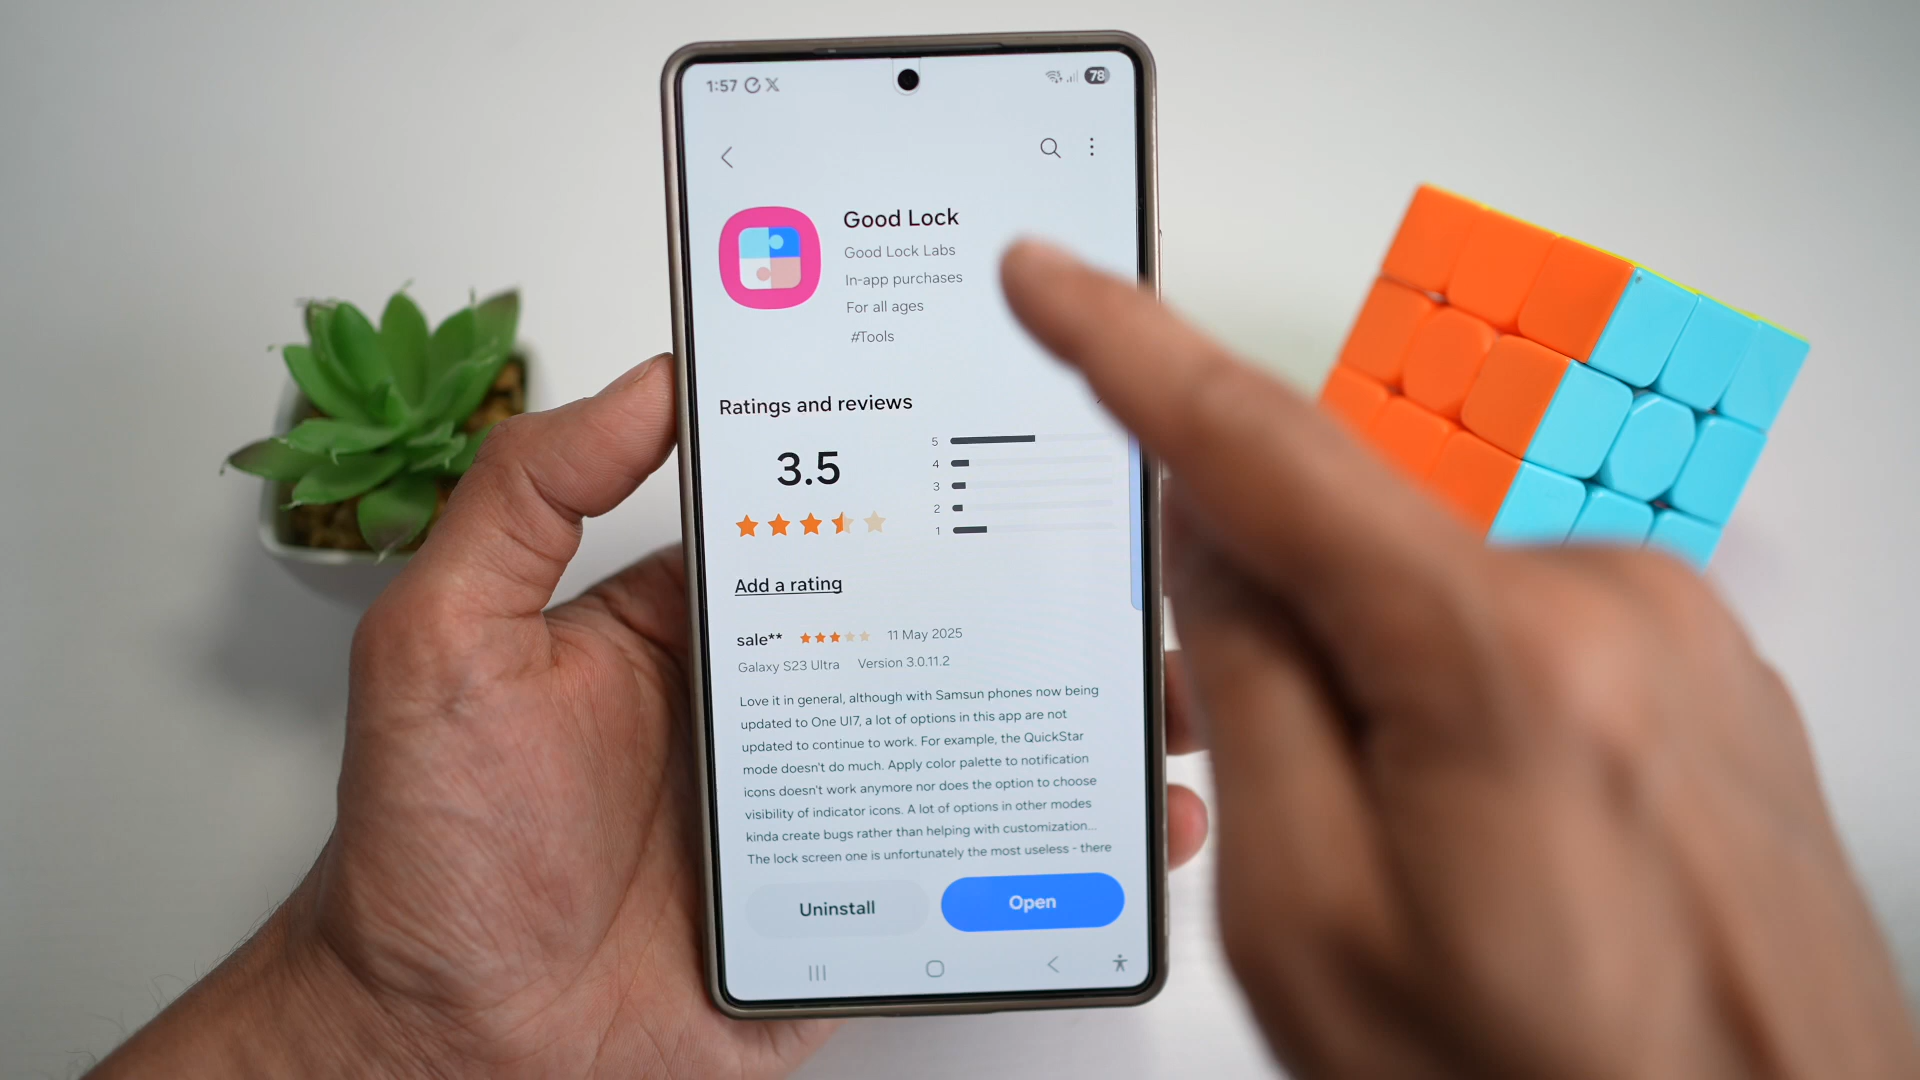 1:57
78
Good Lock
Good Lock Labs
In-app purchases
For all ages
#Tools
Ratings and reviews
3.5
5
4
3
2
1
Add a rating
sale** 11 May 2025
Galaxy S23 Ultra Version 3.0.11.2
Love it in general, although with Samsun phones now being
updated to One UI7, a lot of options in this app are not
updated to continue to work. For example, the QuickStar
mode doesn't do much. Apply color palette to notification
icons doesn't work anymore nor does the option to choose
visibility of indicator icons. A lot of options in other modes
kinda create bugs rather than helping with customization...
The lock screen one is unfortunately the most useless - there
Uninstall
Open